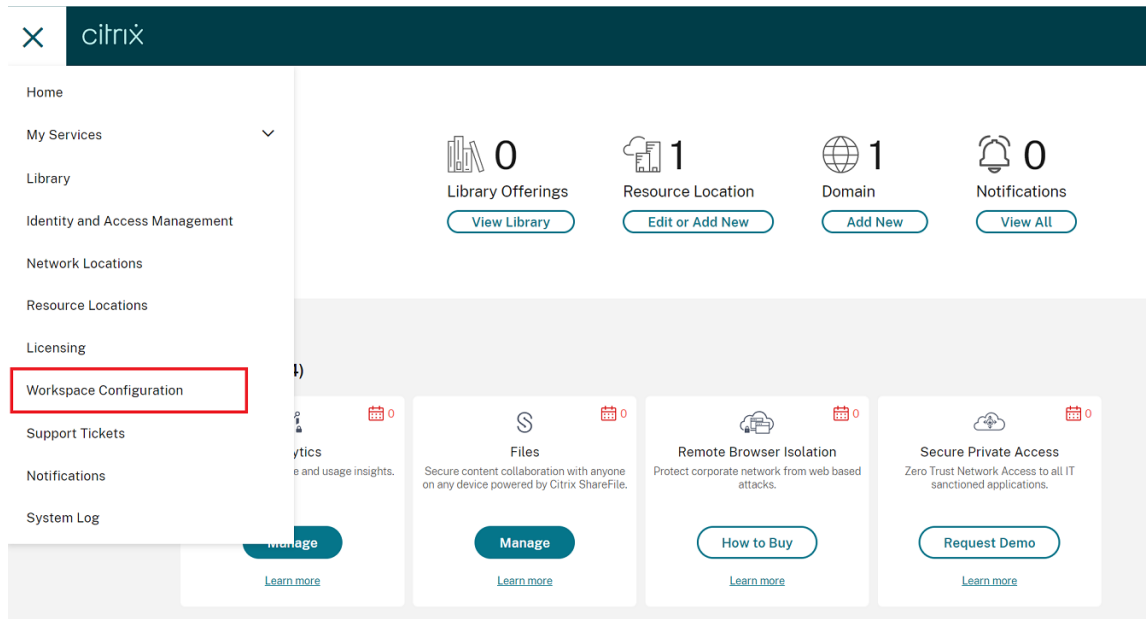 citrix
Home
My Services
Library
Identity and Access Management
Network Locations
Resource Locations
Licensing
Workspace Configuration
Support Tickets
Notifications
System Log
0
Library Offerings
View Library
1
Resource Location
Edit or Add New
1
Domain
Add New
0
Notifications
View All
4)
0
ytics
e and usage insights.
Manage
Learn more
0
Files
Secure content collaboration with anyone
on any device powered by Citrix ShareFile.
Manage
Learn more
0
Remote Browser Isolation
Protect corporate network from web based
attacks.
How to Buy
Learn more
0
Secure Private Access
Zero Trust Network Access to all IT
sanctioned applications.
Request Demo
Learn more